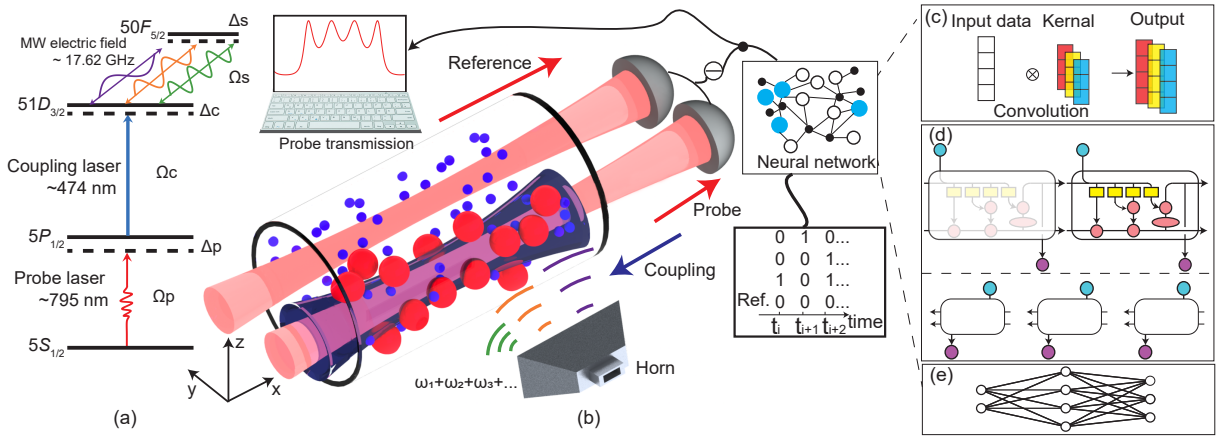 50F5/2
Δs
MW electric field
~ 17.62 GHz
Ωs
51D3/2
Δc
Coupling laser
~474 nm
Ωc
5P1/2
Δp
Probe laser
~795 nm
Ωp
5S1/2
z
y
x
(a)
Probe transmission
Reference
Probe
Coupling
ω₁+ω₂+ω₃+...
Horn
(b)
Neural network
0 1 0...
0 0 1...
1 0 1...
Ref. 0 0 0...
ti ti+1 ti+2 time
(c)
Input data Kernal Output
Convolution
(d)
(e)